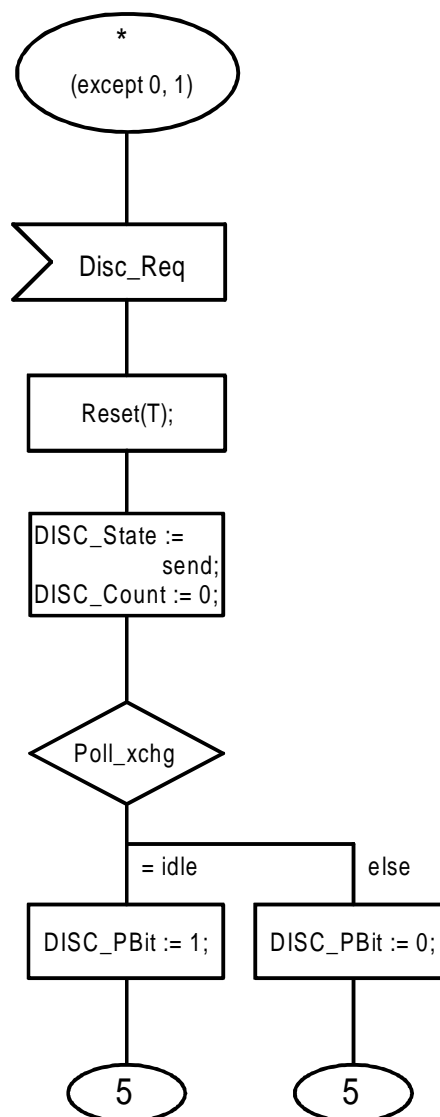 *
(except 0, 1)
Disc_Req
Reset(T);
DISC_State :=
send;
DISC_Count := 0;
Poll_xchg
= idle
else
DISC_PBit := 1;
DISC_PBit := 0;
5
5